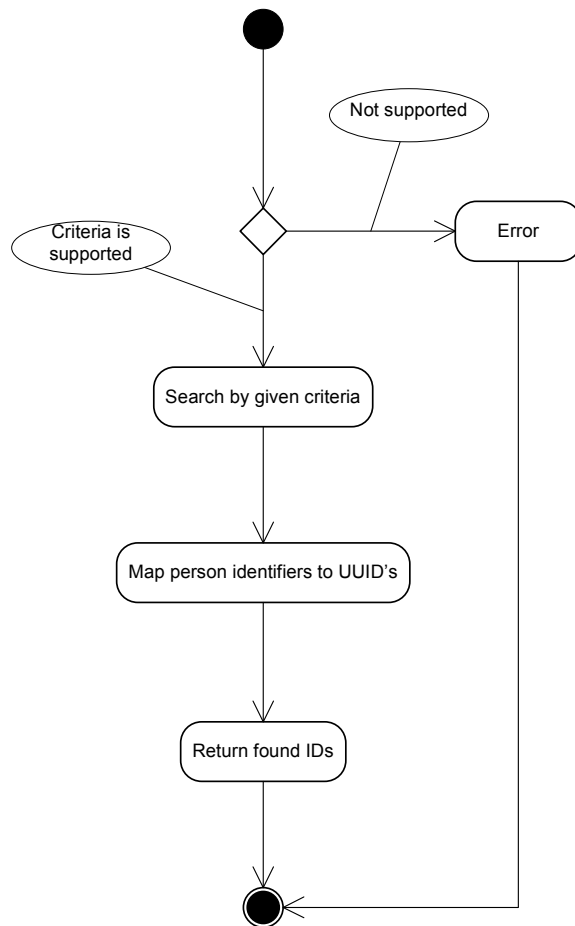 Not supported
Criteria is
supported
Error
Search by given criteria
Map person identifiers to UUID’s
Return found IDs